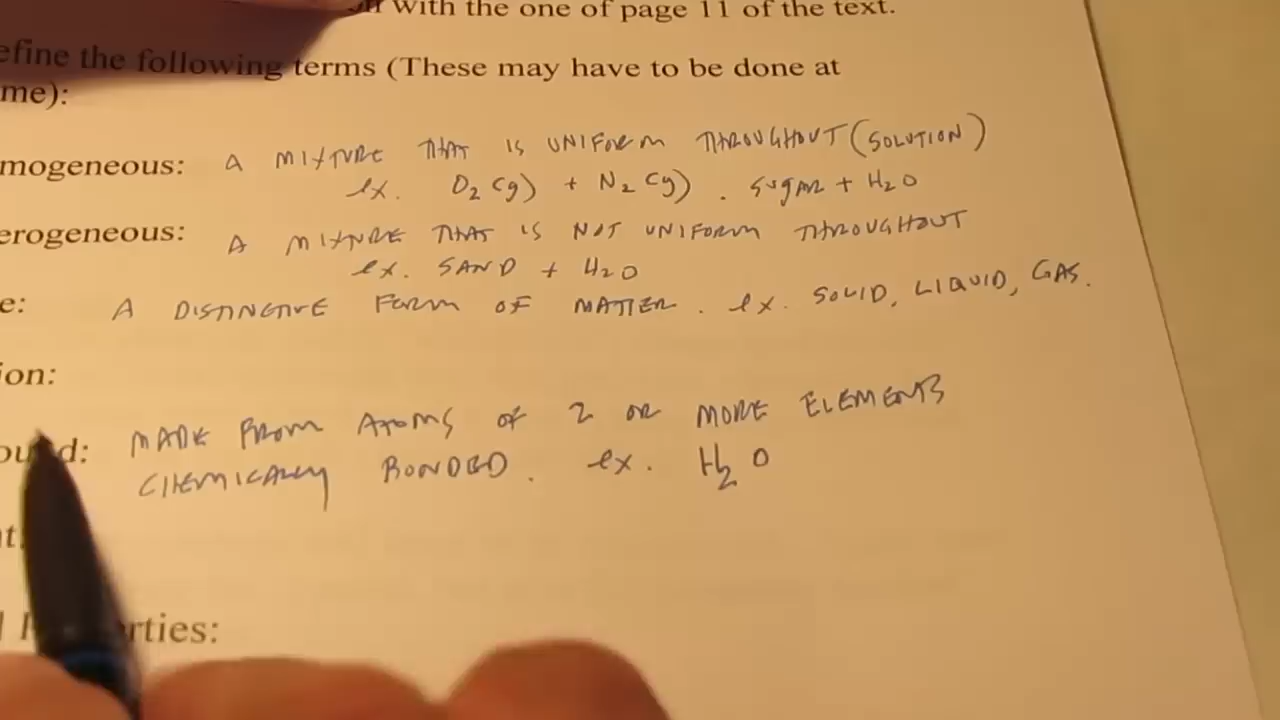 with the one of page 11 of the text.
efine the following terms (These may have to be done at
me):
mogeneous: A MIXTURE THAT IS UNIFORM THROUGHOUT (SOLUTION)
ex. O2 (g) + N2 (g) . SUGAR + H2O
erogeneous: A MIXTURE THAT IS NOT UNIFORM THROUGHOUT
ex. SAND + H2O
e: A DISTINCTIVE FORM OF MATTER. ex. SOLID, LIQUID, GAS.
ion:
ou d: MADE FROM ATOMS OF 2 OR MORE ELEMENTS
CHEMICALLY BONDED. ex. H2O
t:
rties: